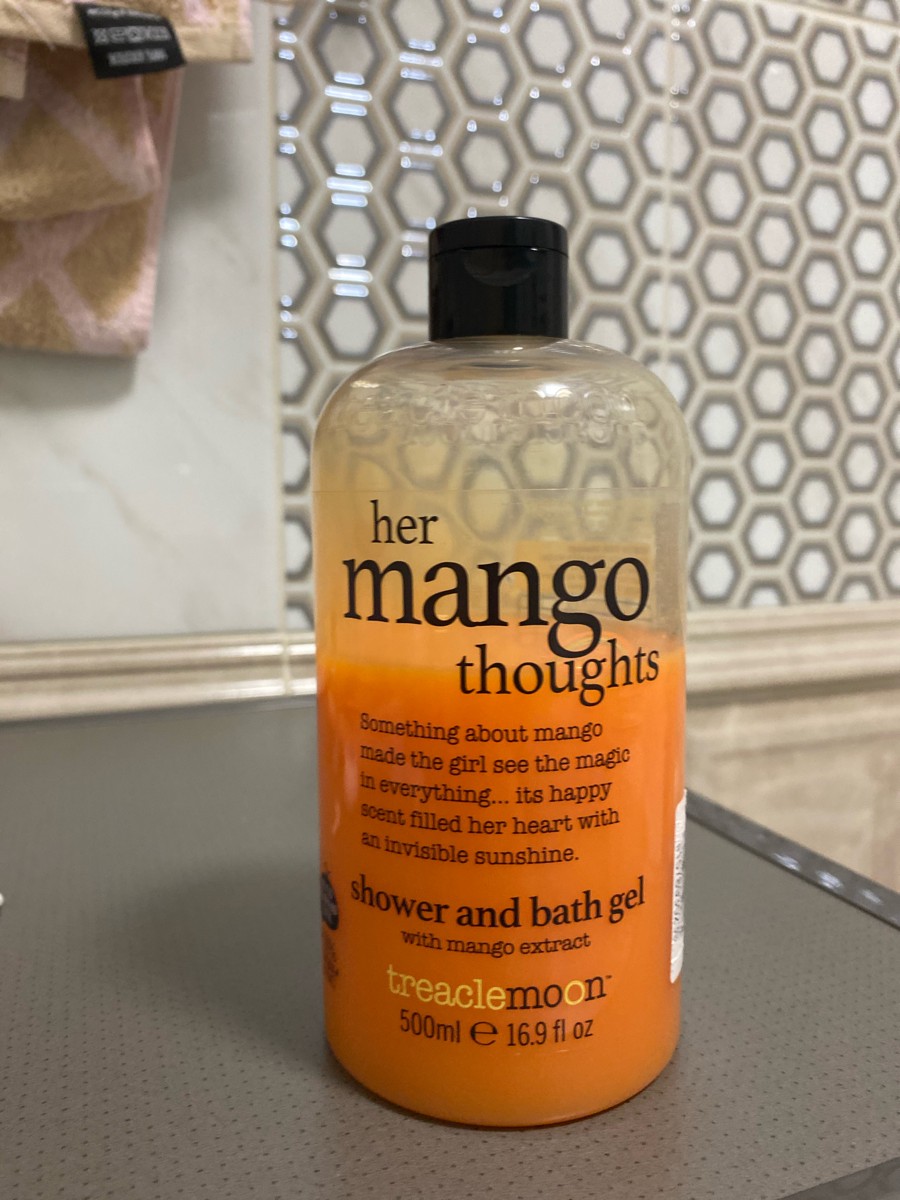 her
mango
thoughts
Something about mango
made the girl see the magic
in everything... its happy
scent filled her heart with
an invisible sunshine.
shower and bath gel
with mango extract
treaclemoon™
500ml ℮ 16.9 fl oz